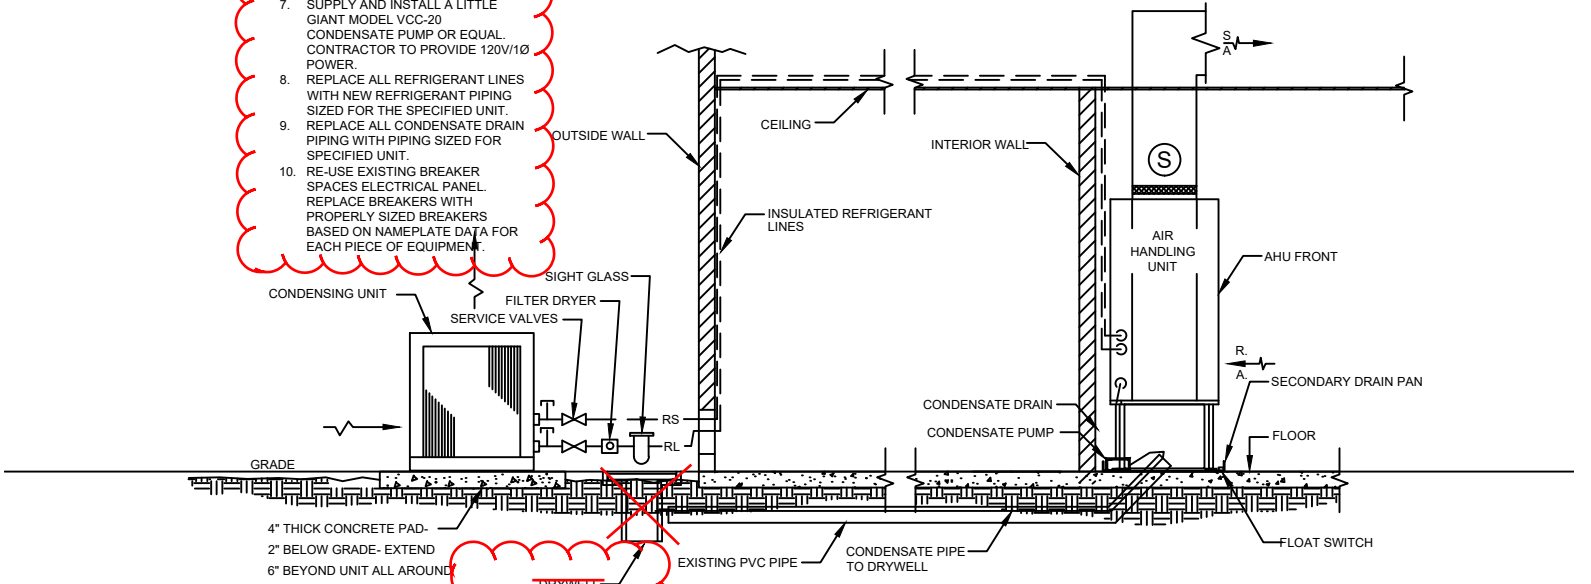 7. SUPPLY AND INSTALL A LITTLE
GIANT MODEL VCC-20
CONDENSATE PUMP OR EQUAL.
CONTRACTOR TO PROVIDE 120V/1Ø
POWER.
8. REPLACE ALL REFRIGERANT LINES
WITH NEW REFRIGERANT PIPING
SIZED FOR THE SPECIFIED UNIT.
9. REPLACE ALL CONDENSATE DRAIN
PIPING WITH PIPING SIZED FOR
SPECIFIED UNIT.
10. RE-USE EXISTING BREAKER
SPACES ELECTRICAL PANEL.
REPLACE BREAKERS WITH
PROPERLY SIZED BREAKERS
BASED ON NAMEPLATE DATA FOR
EACH PIECE OF EQUIPMENT.
OUTSIDE WALL
CEILING
INTERIOR WALL
S
A
S
INSULATED REFRIGERANT
LINES
AIR
HANDLING
UNIT
AHU FRONT
SIGHT GLASS
CONDENSING UNIT
FILTER DRYER
SERVICE VALVES
R.
A.
SECONDARY DRAIN PAN
RS
RL
CONDENSATE DRAIN
CONDENSATE PUMP
FLOOR
GRADE
4" THICK CONCRETE PAD-
2" BELOW GRADE- EXTEND
6" BEYOND UNIT ALL AROUND
EXISTING PVC PIPE
CONDENSATE PIPE
TO DRYWELL
FLOAT SWITCH
DRYWELL